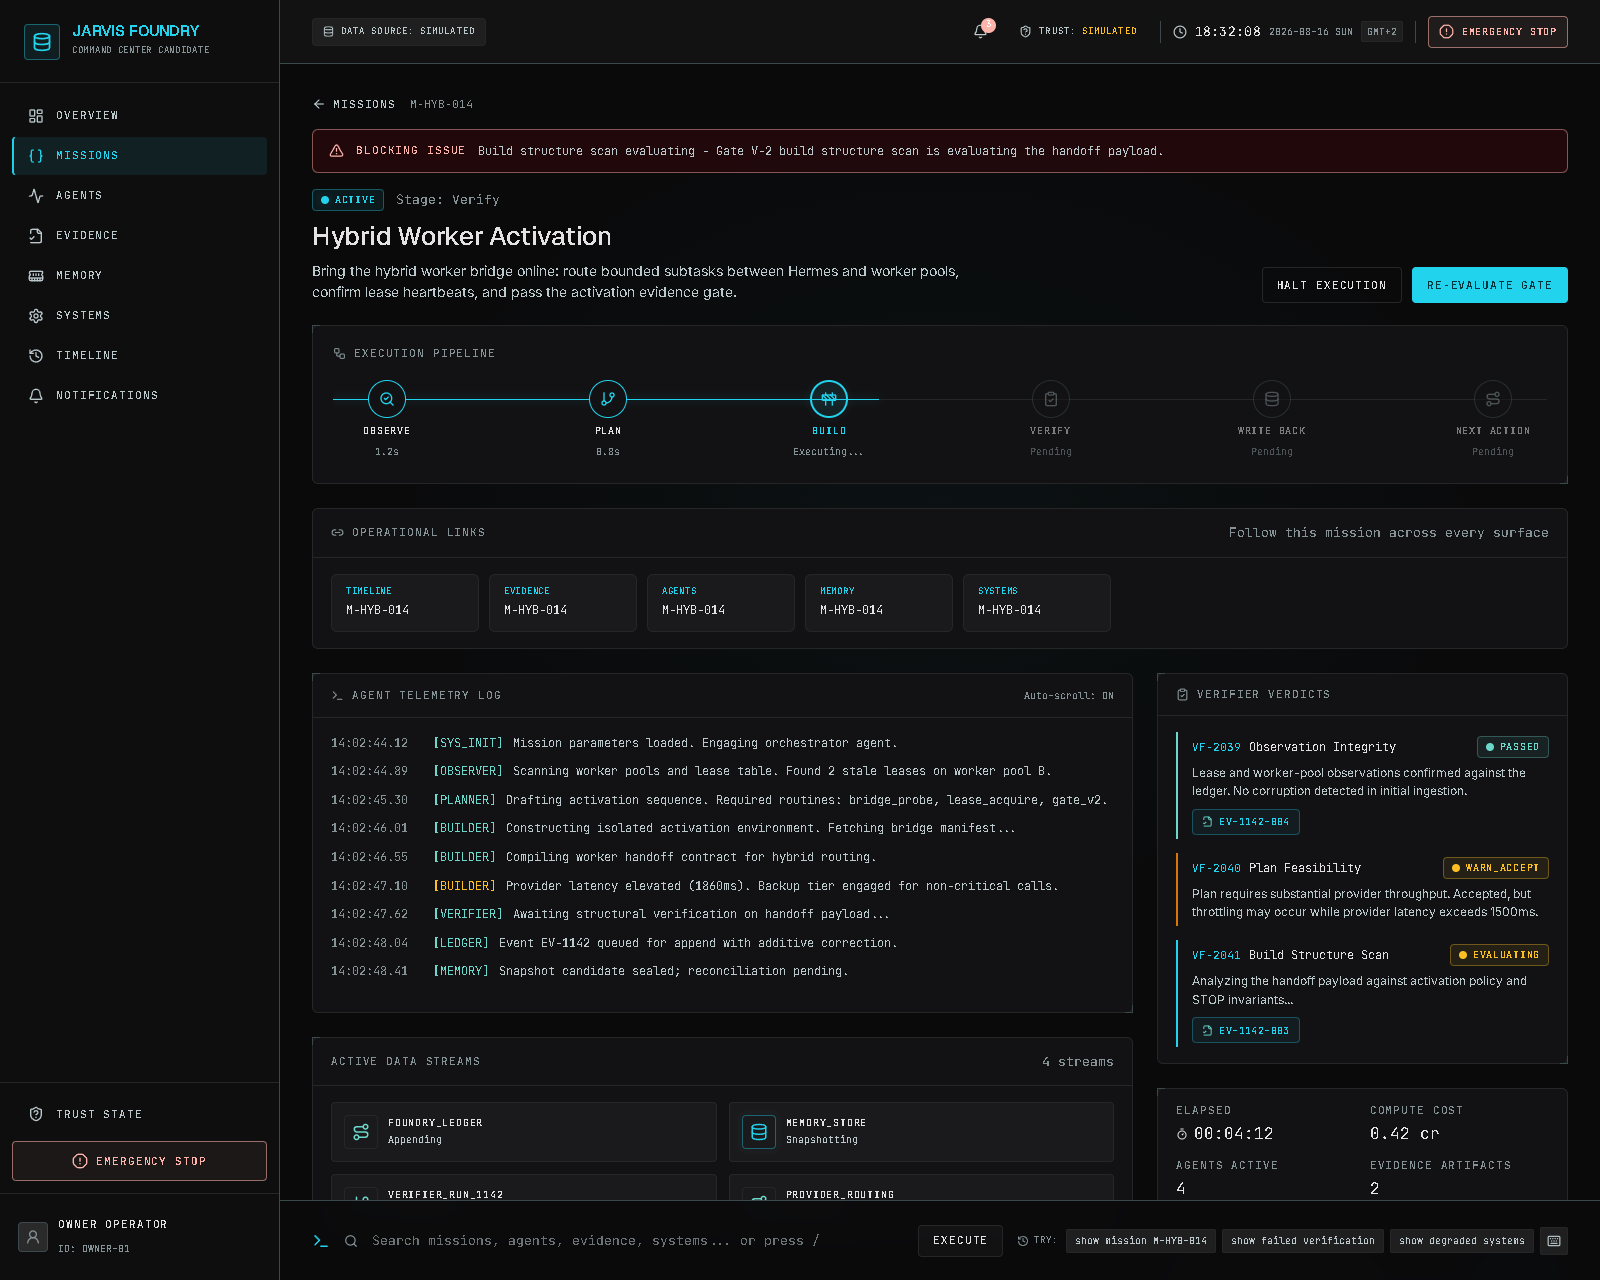 JARVIS FOUNDRY
COMMAND CENTER CANDIDATE
OVERVIEW
MISSIONS
AGENTS
EVIDENCE
MEMORY
SYSTEMS
TIMELINE
NOTIFICATIONS
TRUST STATE
EMERGENCY STOP
OWNER OPERATOR
ID: OWNER-01
DATA SOURCE: SIMULATED
3
TRUST: SIMULATED
18:32:08 2026-08-16 SUN GMT+2
EMERGENCY STOP
MISSIONS M-HYB-014
BLOCKING ISSUE Build structure scan evaluating - Gate V-2 build structure scan is evaluating the handoff payload.
ACTIVE Stage: Verify
Hybrid Worker Activation
Bring the hybrid worker bridge online: route bounded subtasks between Hermes and worker pools,
confirm lease heartbeats, and pass the activation evidence gate.
HALT EXECUTION
RE-EVALUATE GATE
EXECUTION PIPELINE
OBSERVE
1.2s
PLAN
0.8s
BUILD
Executing...
VERIFY
Pending
WRITE BACK
Pending
NEXT ACTION
Pending
OPERATIONAL LINKS
Follow this mission across every surface
TIMELINE
M-HYB-014
EVIDENCE
M-HYB-014
AGENTS
M-HYB-014
MEMORY
M-HYB-014
SYSTEMS
M-HYB-014
AGENT TELEMETRY LOG
Auto-scroll: ON
14:02:44.12 [SYS_INIT] Mission parameters loaded. Engaging orchestrator agent.
14:02:44.89 [OBSERVER] Scanning worker pools and lease table. Found 2 stale leases on worker pool B.
14:02:45.30 [PLANNER] Drafting activation sequence. Required routines: bridge_probe, lease_acquire, gate_v2.
14:02:46.01 [BUILDER] Constructing isolated activation environment. Fetching bridge manifest...
14:02:46.55 [BUILDER] Compiling worker handoff contract for hybrid routing.
14:02:47.10 [BUILDER] Provider latency elevated (1860ms). Backup tier engaged for non-critical calls.
14:02:47.62 [VERIFIER] Awaiting structural verification on handoff payload...
14:02:48.04 [LEDGER] Event EV-1142 queued for append with additive correction.
14:02:48.41 [MEMORY] Snapshot candidate sealed; reconciliation pending.
VERIFIER VERDICTS
VF-2039 Observation Integrity
PASSED
Lease and worker-pool observations confirmed against the
ledger. No corruption detected in initial ingestion.
EV-1142-004
VF-2040 Plan Feasibility
WARN_ACCEPT
Plan requires substantial provider throughput. Accepted, but
throttling may occur while provider latency exceeds 1500ms.
VF-2041 Build Structure Scan
EVALUATING
Analyzing the handoff payload against activation policy and
STOP invariants...
EV-1142-003
ACTIVE DATA STREAMS
4 streams
FOUNDRY_LEDGER
Appending
MEMORY_STORE
Snapshotting
VERIFIER_RUN_1142
PROVIDER_ROUTING
ELAPSED
00:04:12
COMPUTE COST
0.42 cr
AGENTS ACTIVE
4
EVIDENCE ARTIFACTS
2
Search missions, agents, evidence, systems... or press /
EXECUTE
TRY:
show mission M-HYB-014
show failed verification
show degraded systems